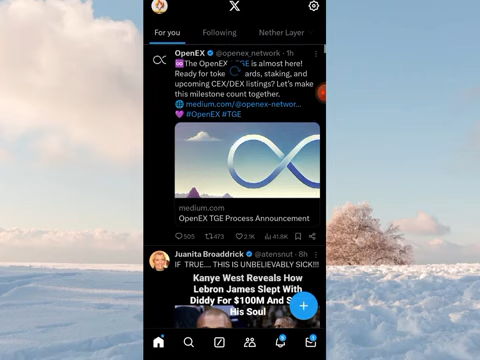 For you
Following
Nether Layer
OpenEX @openex_network · 1h
The OpenEX GE is almost here!
Ready for toke ards, staking, and
upcoming CEX/DEX listings? Let's make
this milestone count together.
medium.com/@openex-networ...
#OpenEX #TGE
medium.com
OpenEX TGE Process Announcement
505
473
2.1K
41.8K
Juanita Broaddrick @atensnut · 8h
IF TRUE.... THIS IS UNBELIEVABLY SICK!!!
Kanye West Reveals How
Lebron James Slept With
Diddy For $100M And S
His Soul